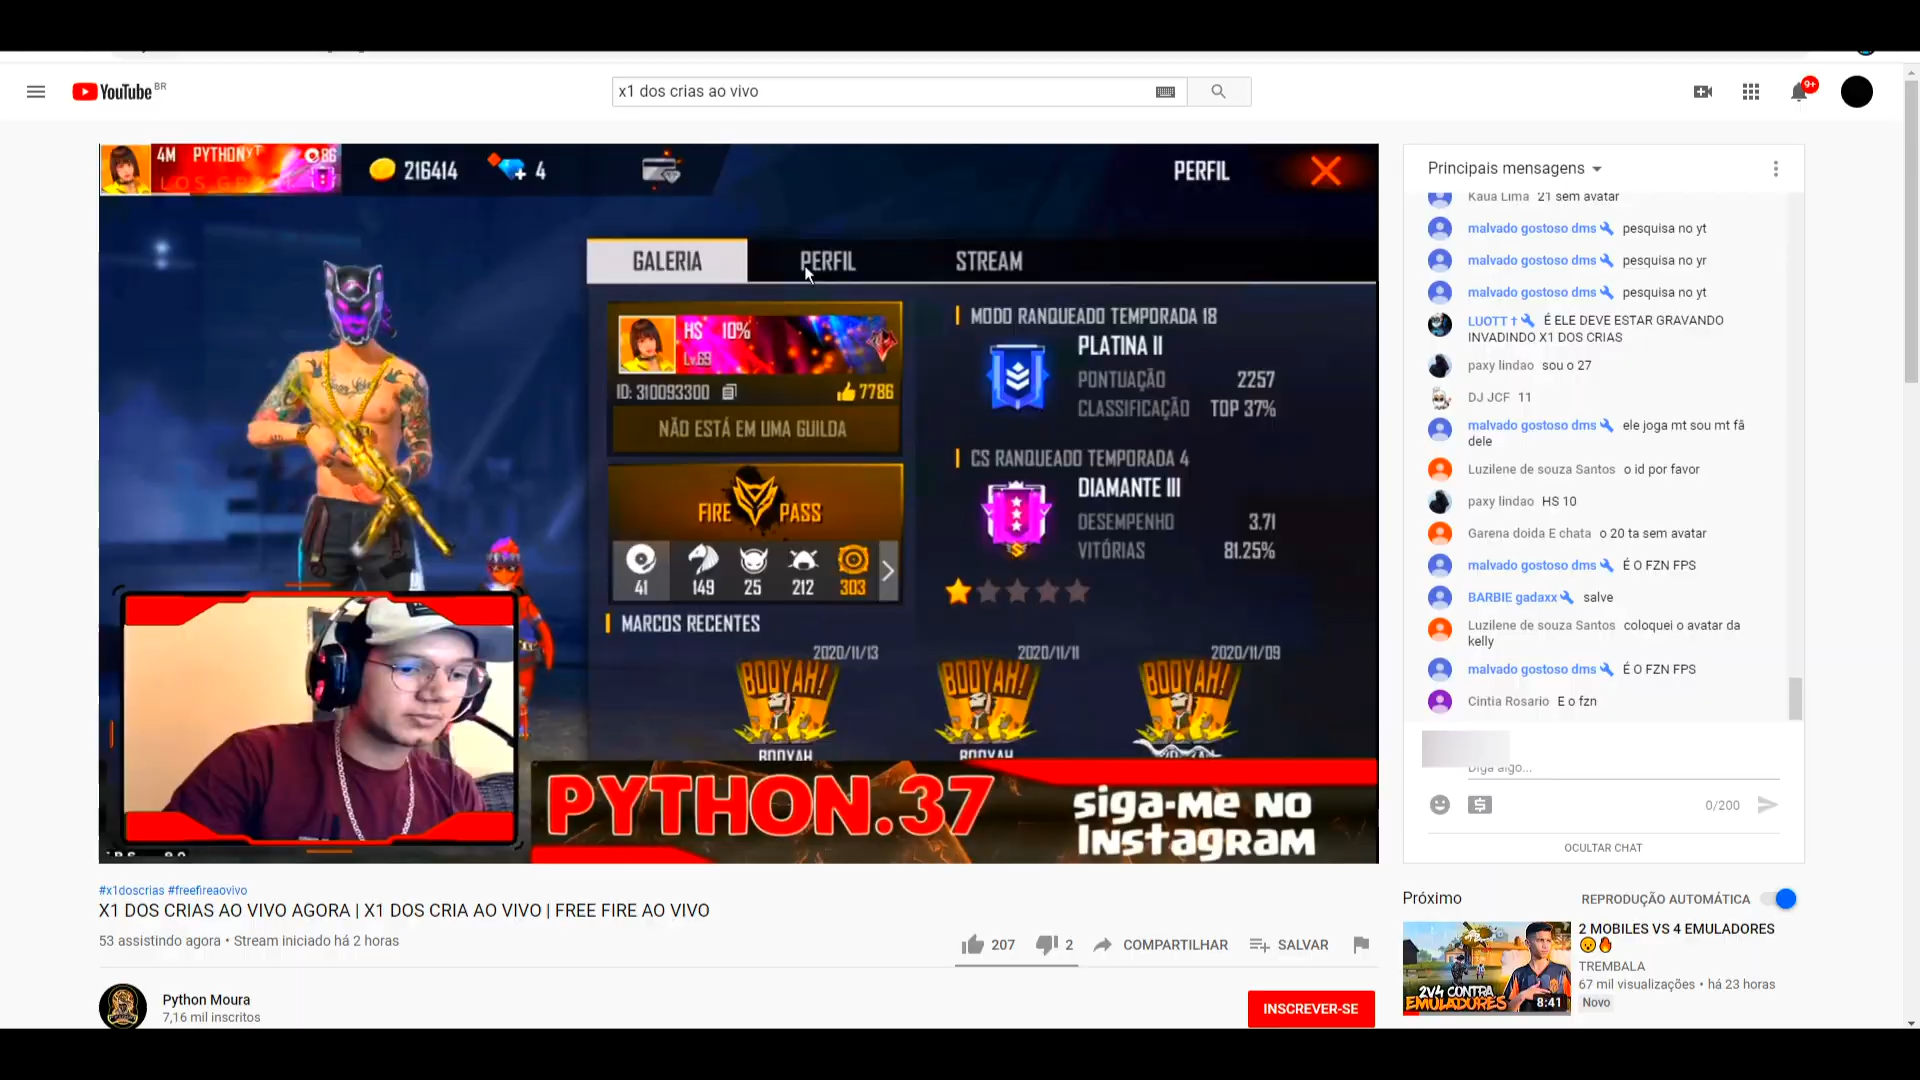 YouTube BR
x1 dos crias ao vivo
9+
4M PYTHONYT 86
216414
4
PERFIL
GALERIA
PERFIL
STREAM
HS 10%
Lv.69
ID: 310093300
7786
NÃO ESTÁ EM UMA GUILDA
FIRE PASS
41
149
25
212
303
MARCOS RECENTES
2020/11/13
2020/11/11
2020/11/09
BOOYAH!
BOOYAH!
BOOYAH!
BOOYAH
BOOYAH
MODO RANQUEADO TEMPORADA 18
PLATINA II
PONTUAÇÃO 2257
CLASSIFICAÇÃO TOP 37%
CS RANQUEADO TEMPORADA 4
DIAMANTE III
DESEMPENHO 3.71
VITÓRIAS 81.25%
PYTHON.37
SIGA-ME NO
INSTAGRAM
#x1doscrias #freefireaovivo
X1 DOS CRIAS AO VIVO AGORA | X1 DOS CRIA AO VIVO | FREE FIRE AO VIVO
53 assistindo agora • Stream iniciado há 2 horas
207
2
COMPARTILHAR
SALVAR
Python Moura
7,16 mil inscritos
INSCREVER-SE
Principais mensagens
Kaua Lima 21 sem avatar
malvado gostoso dms pesquisa no yt
malvado gostoso dms pesquisa no yr
malvado gostoso dms pesquisa no yt
LUOTT † É ELE DEVE ESTAR GRAVANDO
INVADINDO X1 DOS CRIAS
paxy lindao sou o 27
DJ JCF 11
malvado gostoso dms ele joga mt sou mt fã
dele
Luzilene de souza Santos o id por favor
paxy lindao HS 10
Garena doida E chata o 20 ta sem avatar
malvado gostoso dms É O FZN FPS
BARBIE gadaxx salve
Luzilene de souza Santos coloquei o avatar da
kelly
malvado gostoso dms É O FZN FPS
Cintia Rosario E o fzn
Diga algo...
0/200
OCULTAR CHAT
Próximo
REPRODUÇÃO AUTOMÁTICA
2V4 CONTRA
EMULADORES
8:41
2 MOBILES VS 4 EMULADORES
TREMBALA
67 mil visualizações • há 23 horas
Novo